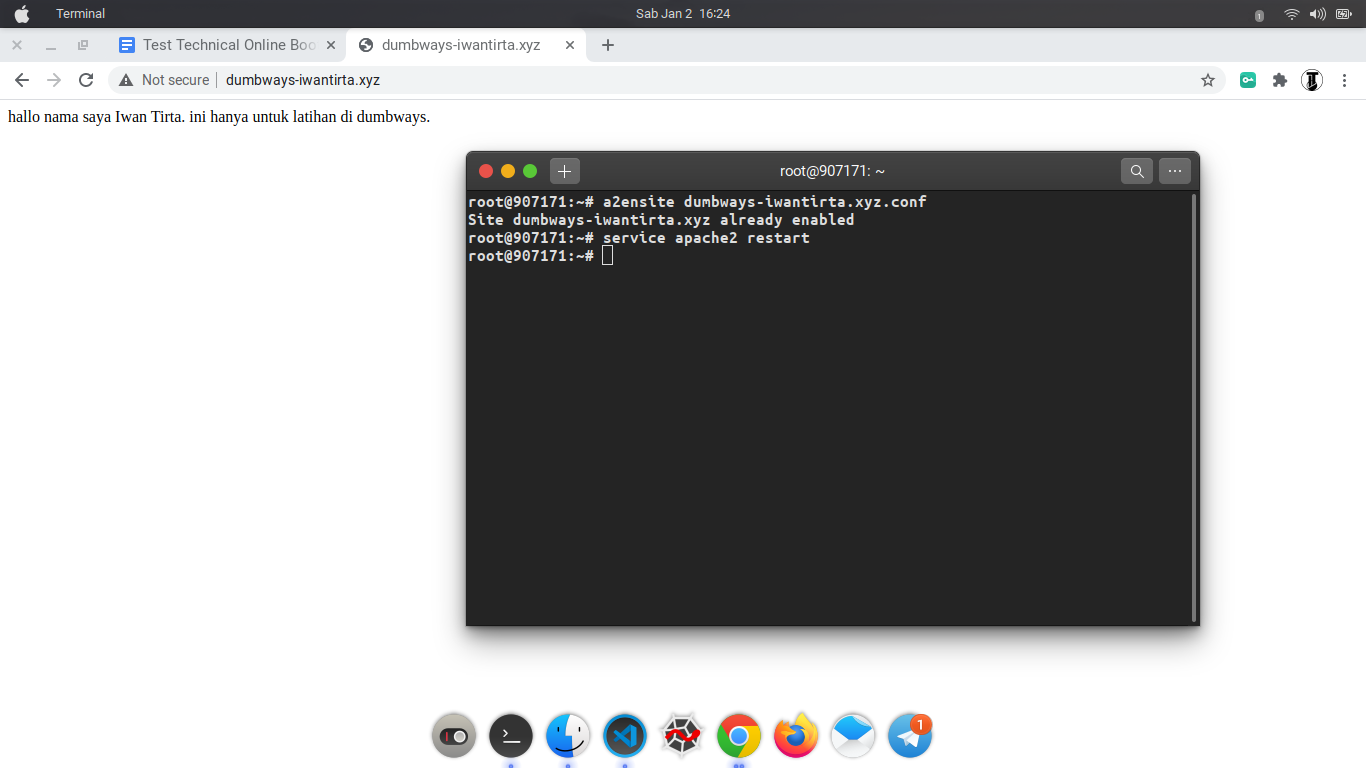 Terminal
Sab Jan 2 16:24
1
Test Technical Online Boo
dumbways-iwantirta.xyz
Not secure
dumbways-iwantirta.xyz
hallo nama saya Iwan Tirta. ini hanya untuk latihan di dumbways.
root@907171: ~
root@907171:~# a2ensite dumbways-iwantirta.xyz.conf
Site dumbways-iwantirta.xyz already enabled
root@907171:~# service apache2 restart
root@907171:~#
1